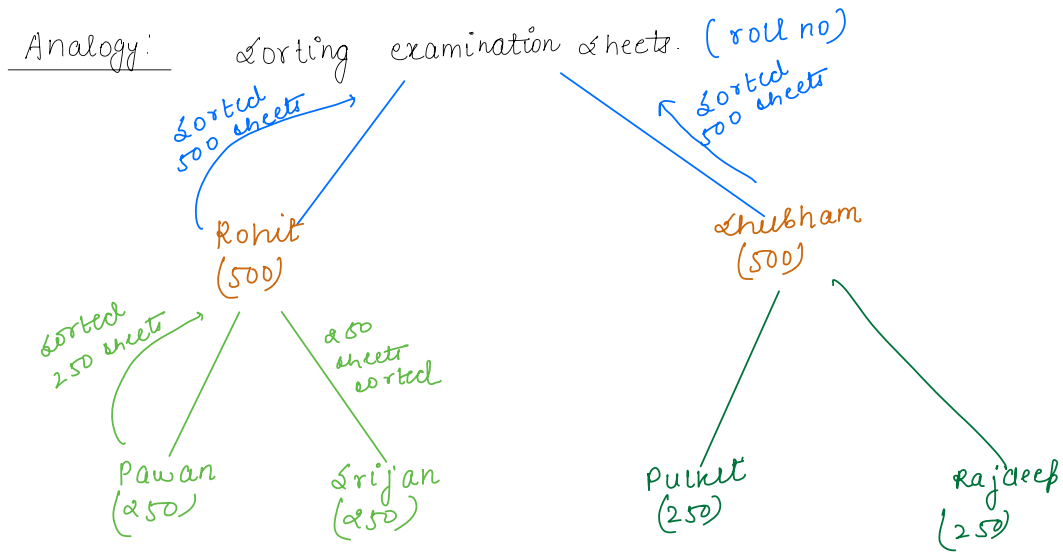 Analogy: Sorting examination sheets. (roll no)
Sorted
500 sheets
Sorted
500 sheets
Rohit
(500)
Shubham
(500)
Sorted
250 sheets
250
sheets
sorted
Pawan
(250)
Srijan
(250)
Pulkit
(250)
Rajdeep
(250)